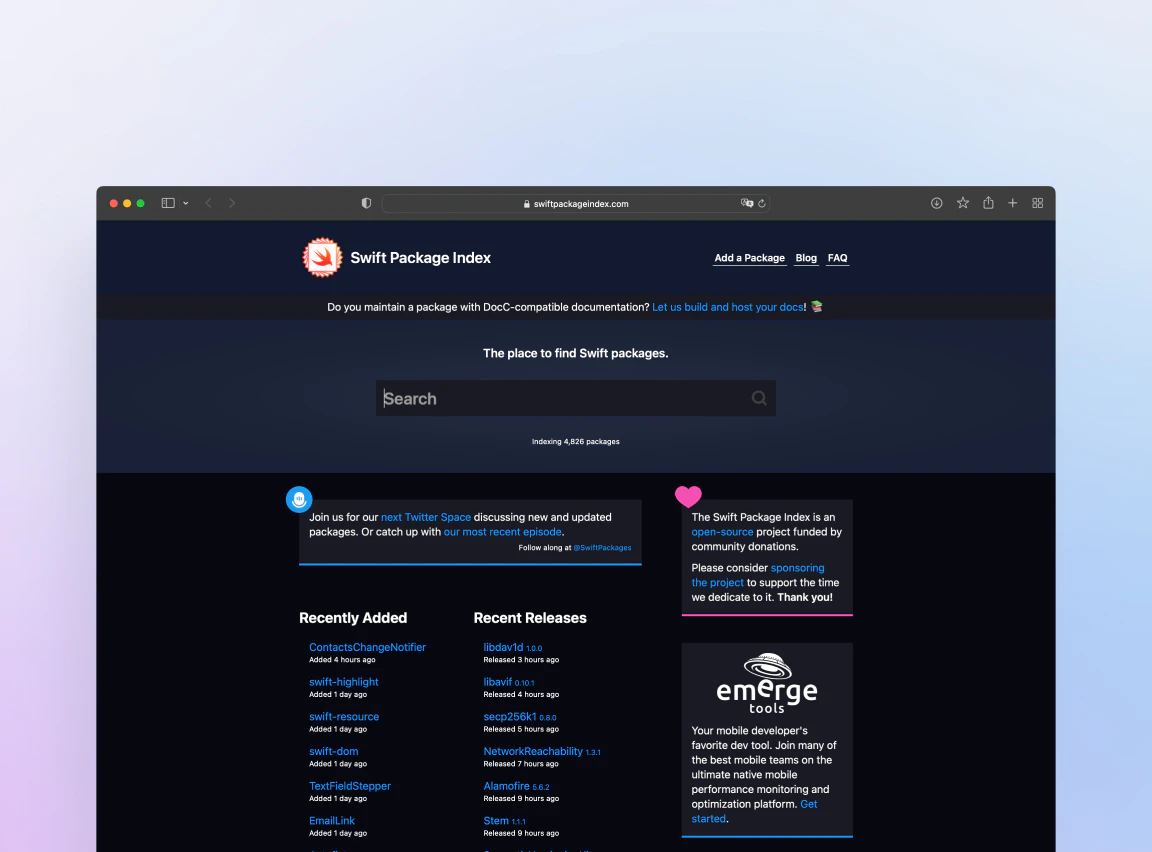 swiftpackageindex.com
Swift Package Index
Add a Package Blog FAQ
Do you maintain a package with DocC-compatible documentation? Let us build and host your docs! 📚
The place to find Swift packages.
Search
Indexing 4,826 packages
Join us for our next Twitter Space discussing new and updated
packages. Or catch up with our most recent episode.
Follow along at @SwiftPackages
The Swift Package Index is an
open-source project funded by
community donations.
Please consider sponsoring
the project to support the time
we dedicate to it. Thank you!
Recently Added
ContactsChangeNotifier
Added 4 hours ago
swift-highlight
Added 1 day ago
swift-resource
Added 1 day ago
swift-dom
Added 1 day ago
TextFieldStepper
Added 1 day ago
EmailLink
Added 1 day ago
Recent Releases
libdav1d 1.0.0
Released 3 hours ago
libavif 0.10.1
Released 4 hours ago
secp256k1 0.8.0
Released 5 hours ago
NetworkReachability 1.3.1
Released 7 hours ago
Alamofire 5.6.2
Released 9 hours ago
Stem 1.1.1
Released 9 hours ago
emerge
tools
Your mobile developer's
favorite dev tool. Join many of
the best mobile teams on the
ultimate native mobile
performance monitoring and
optimization platform. Get
started.